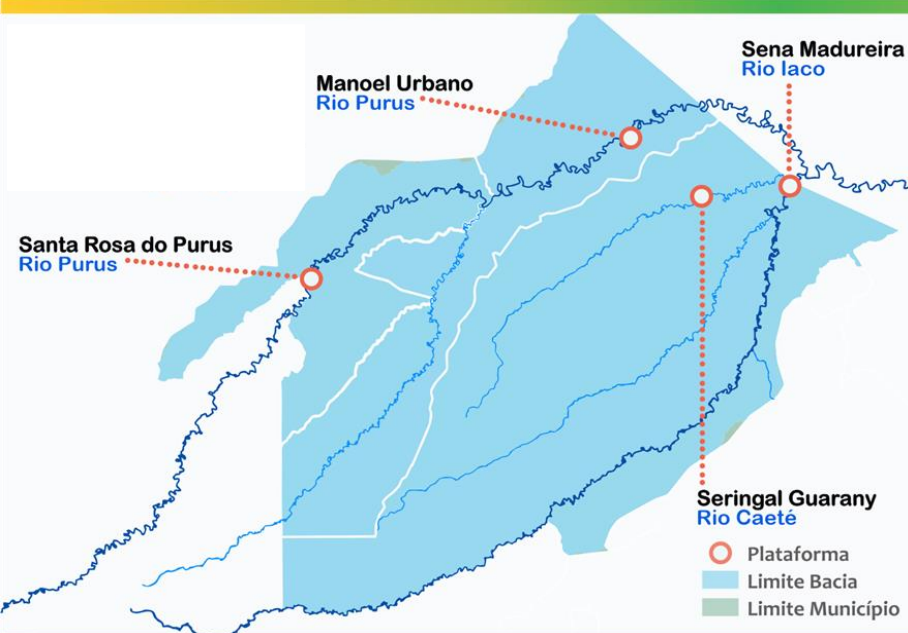 Sena Madureira
Rio Iaco
Manoel Urbano
Rio Purus
Santa Rosa do Purus
Rio Purus
Seringal Guarany
Rio Caeté
Plataforma
Limite Bacia
Limite Município